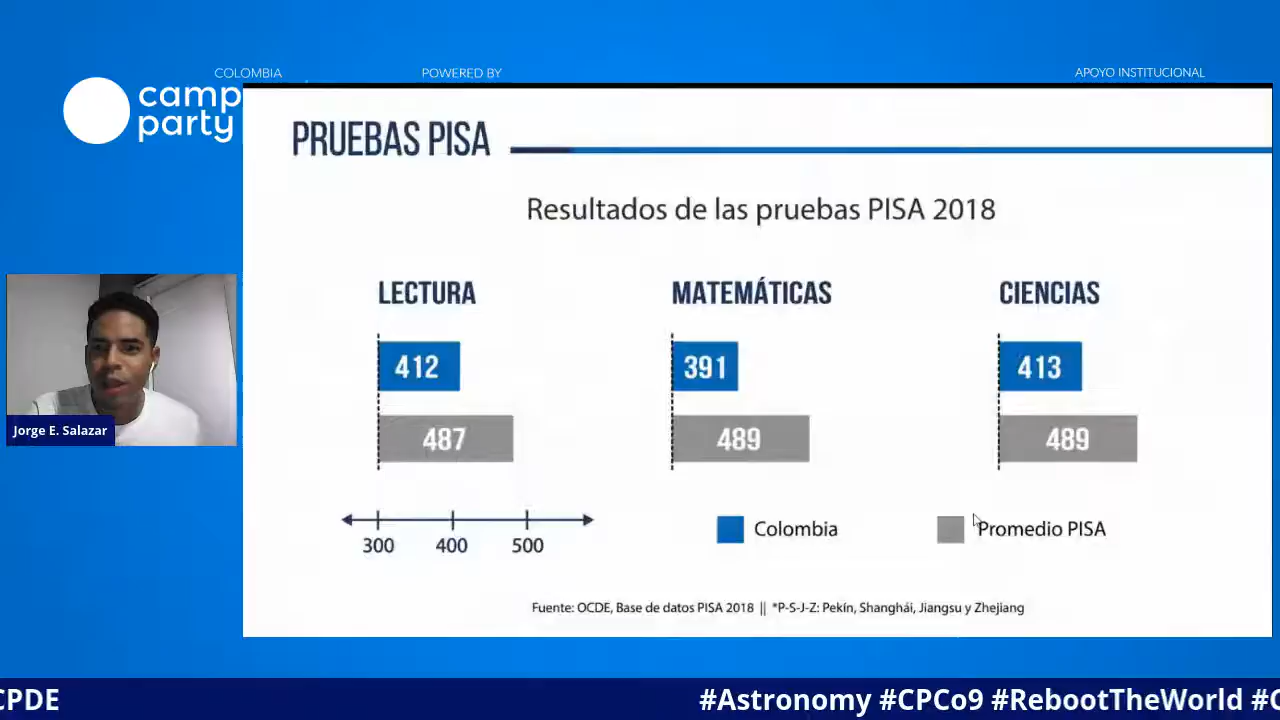 COLOMBIA
POWERED BY
APOYO INSTITUCIONAL
camp
party
PRUEBAS PISA
Resultados de las pruebas PISA 2018
LECTURA
MATEMÁTICAS
CIENCIAS
412
391
413
487
489
489
300
400
500
Colombia
Promedio PISA
Fuente: OCDE, Base de datos PISA 2018 || *P-S-J-Z: Pekín, Shanghái, Jiangsu y Zhejiang
Jorge E. Salazar
CPDE
#Astronomy #CPCo9 #RebootTheWorld #C